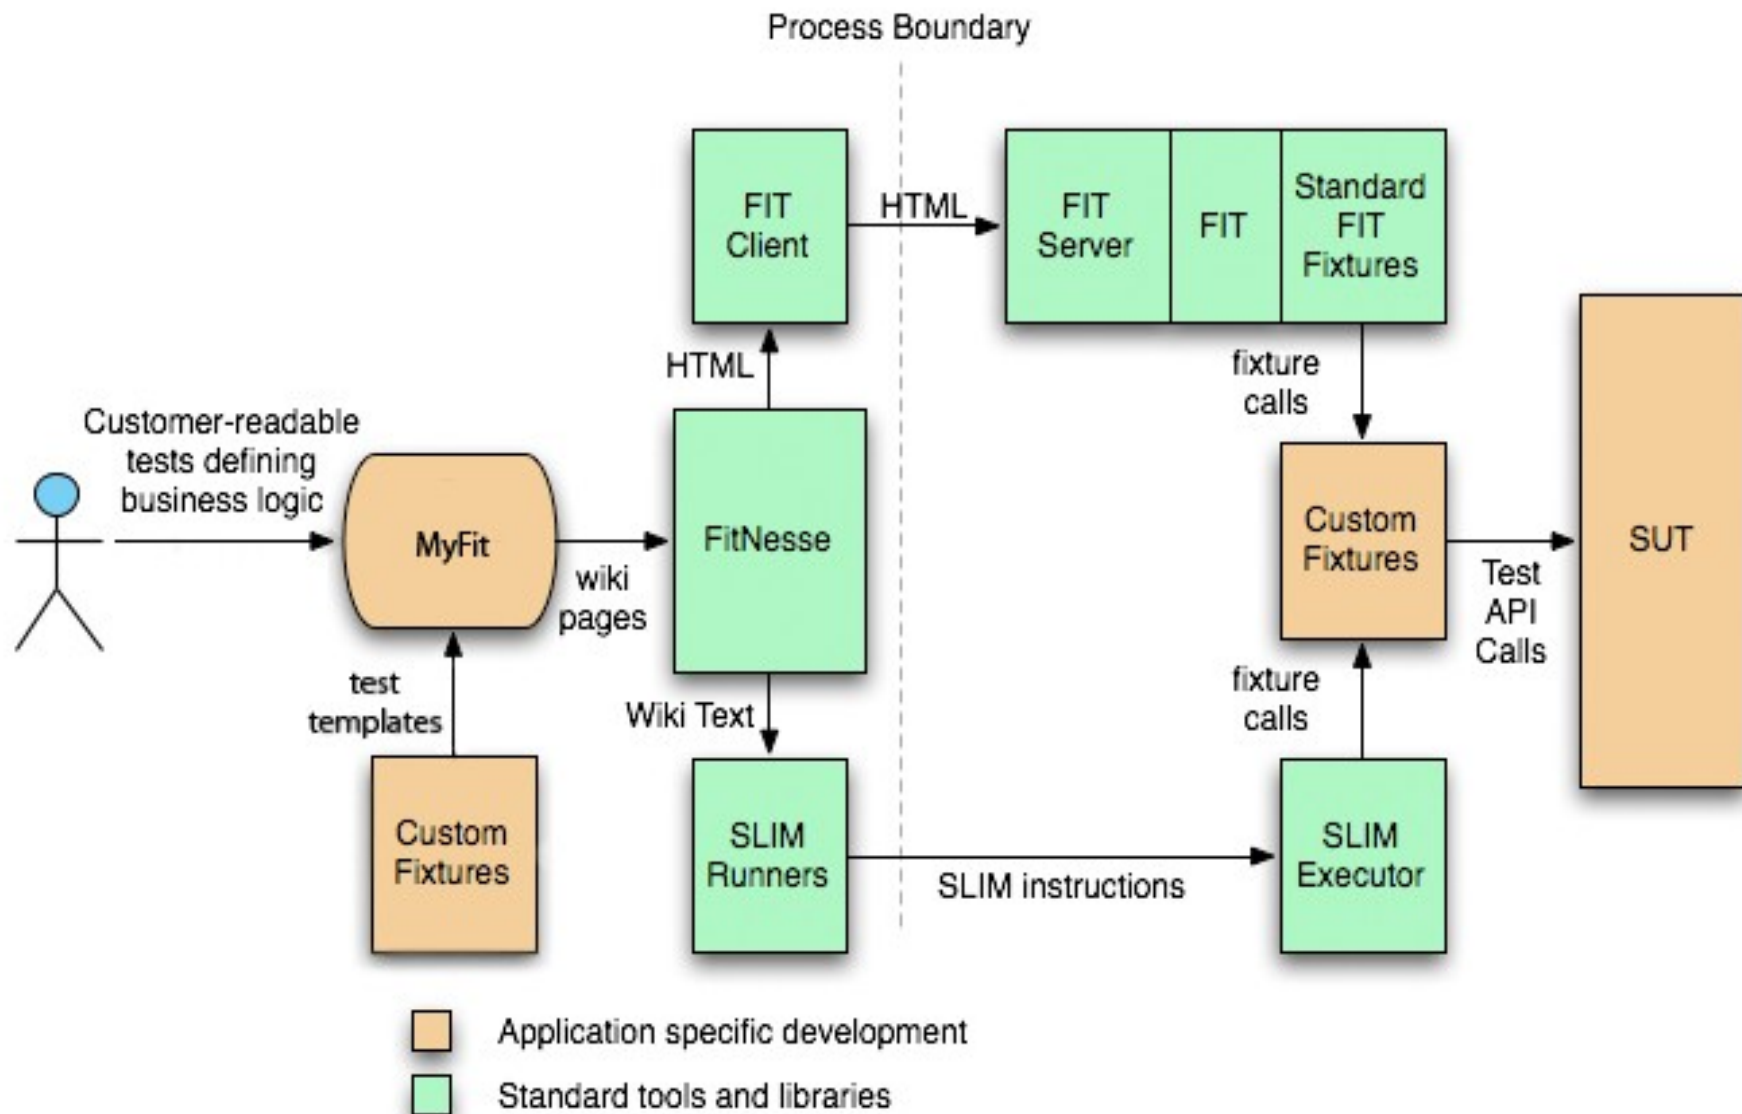 Process Boundary
FIT
Client
HTML
FIT
Server
FIT
Standard
FIT
Fixtures
HTML
fixture
calls
Customer-readable
tests defining
business logic
MyFit
wiki
pages
FitNesse
Custom
Fixtures
Test
API
Calls
SUT
test
templates
Wiki Text
fixture
calls
Custom
Fixtures
SLIM
Runners
SLIM instructions
SLIM
Executor
Application specific development
Standard tools and libraries